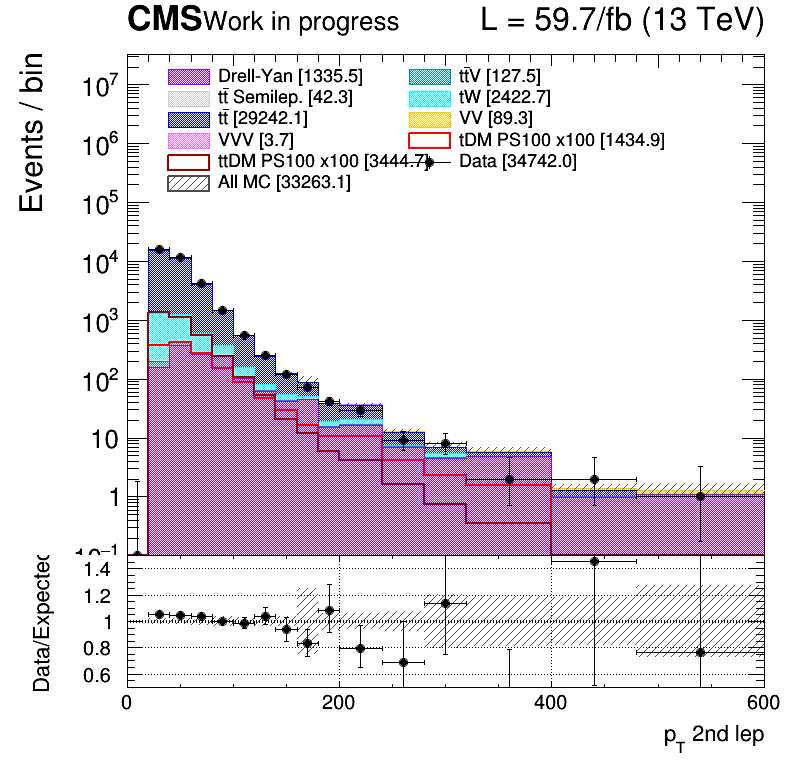 CMS Work in progress L = 59.7/fb (13 TeV)
Events / bin
Drell-Yan [1335.5] tt̄V [127.5]
tt̄ Semilep. [42.3] tW [2422.7]
tt̄ [29242.1] VV [89.3]
VVV [3.7] tDM PS100 x100 [1434.9]
ttDM PS100 x100 [3444.7] Data [34742.0]
All MC [33263.1]
10⁷
10⁶
10⁵
10⁴
10³
10²
10
1
10⁻¹
Data/Expected
1.4
1.2
1
0.8
0.6
0 200 400 600
p_T 2nd lep